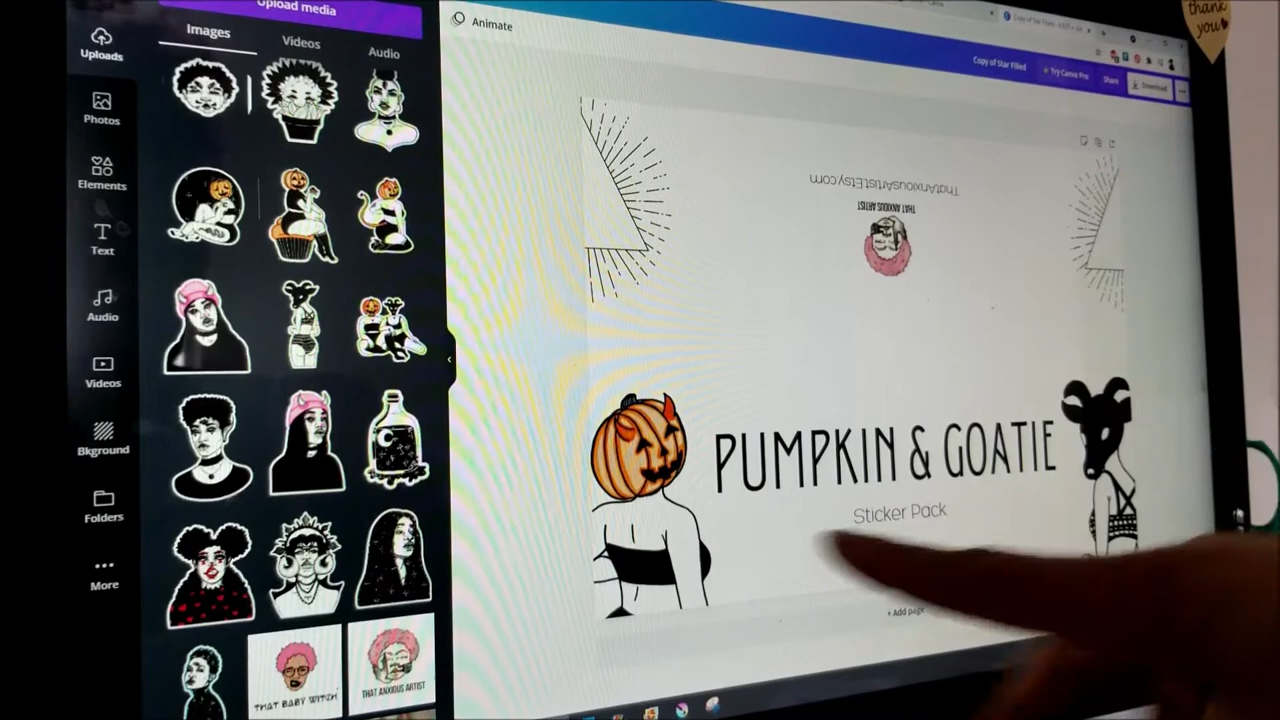 Upload media
Images
Videos
Audio
Uploads
Photos
Elements
Text
Audio
Videos
Bkground
Folders
More
THAT BABY WITCH
THAT ANXIOUS ARTIST
Animate
Copy of Star Filled
Try Canva Pro
Share
Download
thank
you
ThatAnxiousArtistEtsy.com
THAT ANXIOUS ARTIST
PUMPKIN & GOATIE
Sticker Pack
+ Add page